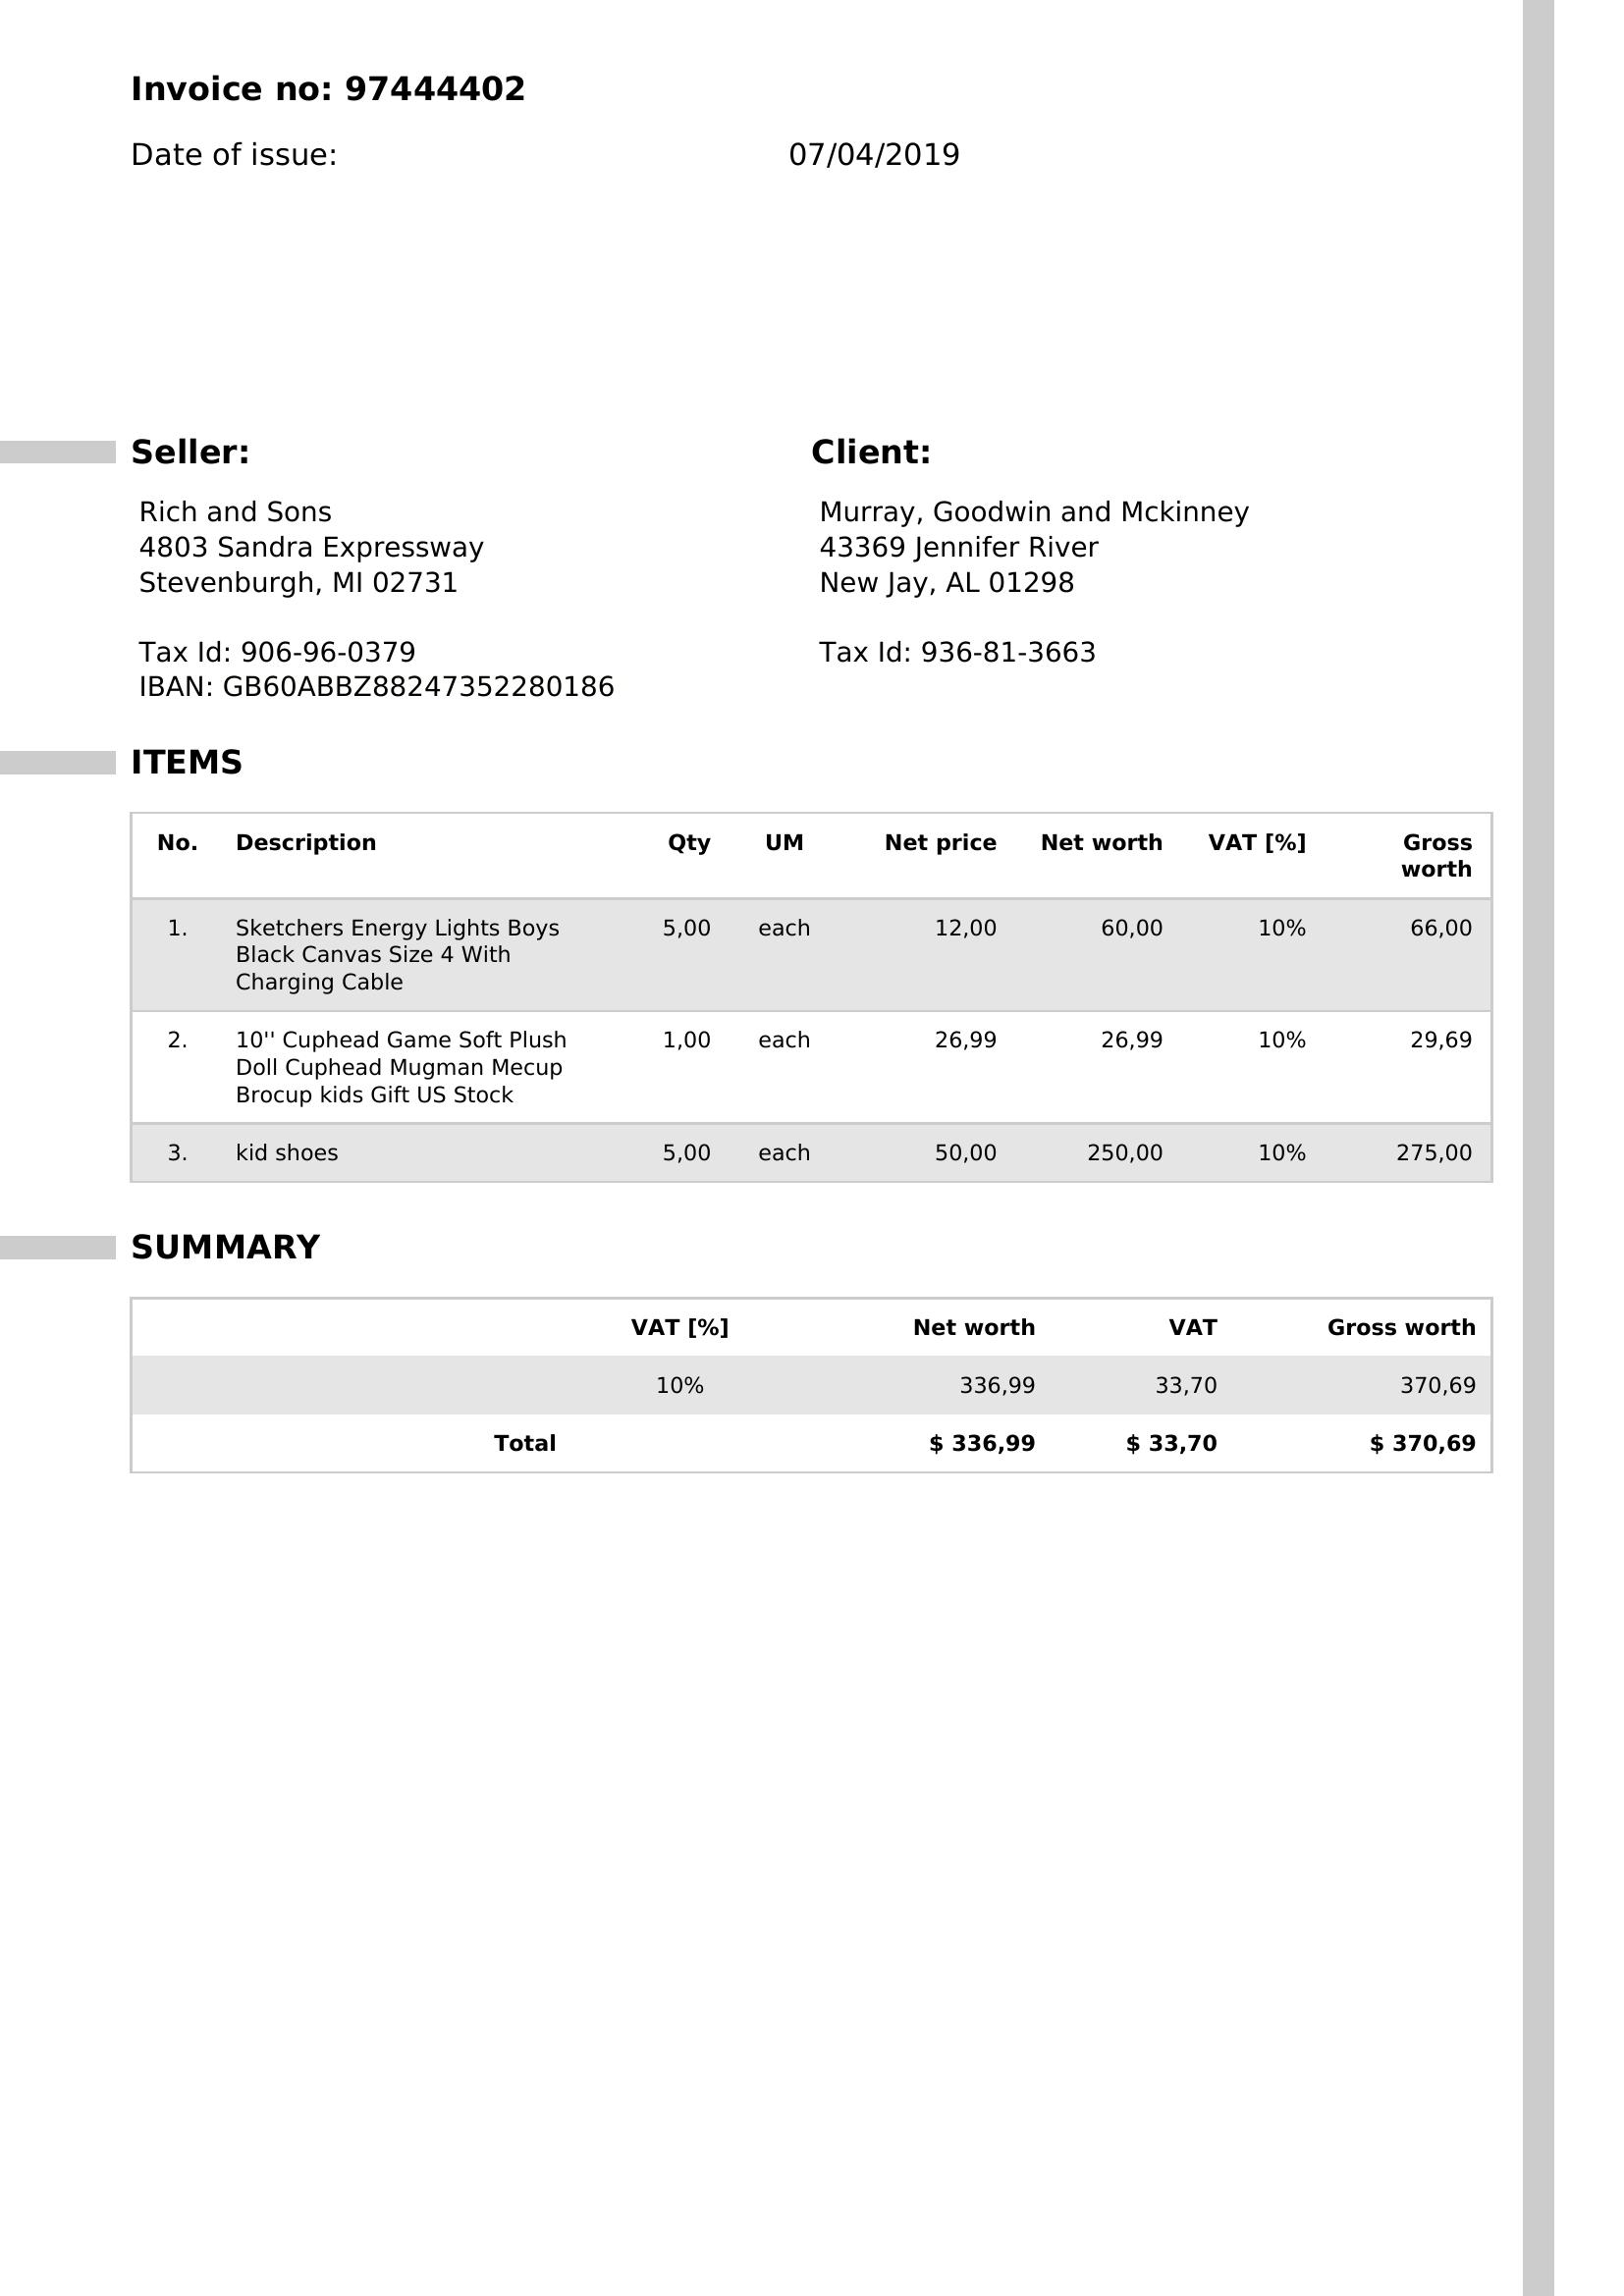 Invoice no: 97444402
Date of issue: 07/04/2019
Seller:
Rich and Sons
4803 Sandra Expressway
Stevenburgh, MI 02731
Tax Id: 906-96-0379
IBAN: GB60ABBZ88247352280186
Client:
Murray, Goodwin and Mckinney
43369 Jennifer River
New Jay, AL 01298
Tax Id: 936-81-3663
ITEMS
No. Description Qty UM Net price Net worth VAT [%] Gross
worth
1. Sketchers Energy Lights Boys 5,00 each 12,00 60,00 10% 66,00
Black Canvas Size 4 With
Charging Cable
2. 10'' Cuphead Game Soft Plush 1,00 each 26,99 26,99 10% 29,69
Doll Cuphead Mugman Mecup
Brocup kids Gift US Stock
3. kid shoes 5,00 each 50,00 250,00 10% 275,00
SUMMARY
VAT [%] Net worth VAT Gross worth
10% 336,99 33,70 370,69
Total $ 336,99 $ 33,70 $ 370,69